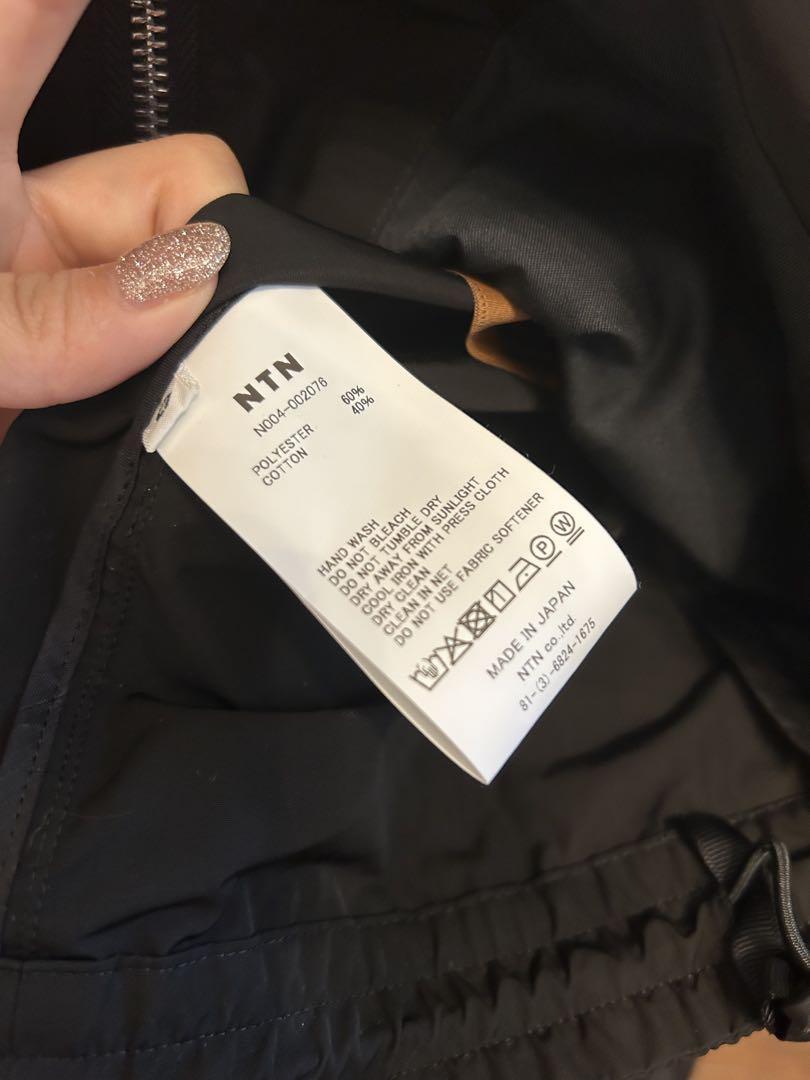 NTN
N004-002076
POLYESTER 60%
COTTON 40%
HAND WASH
DO NOT BLEACH
DO NOT TUMBLE DRY
DRY AWAY FROM SUNLIGHT
COOL IRON WITH PRESS CLOTH
DRY CLEAN
CLEAN IN NET
DO NOT USE FABRIC SOFTENER
P W
MADE IN JAPAN
NTN co.,ltd.
81-(3)-6824-1675